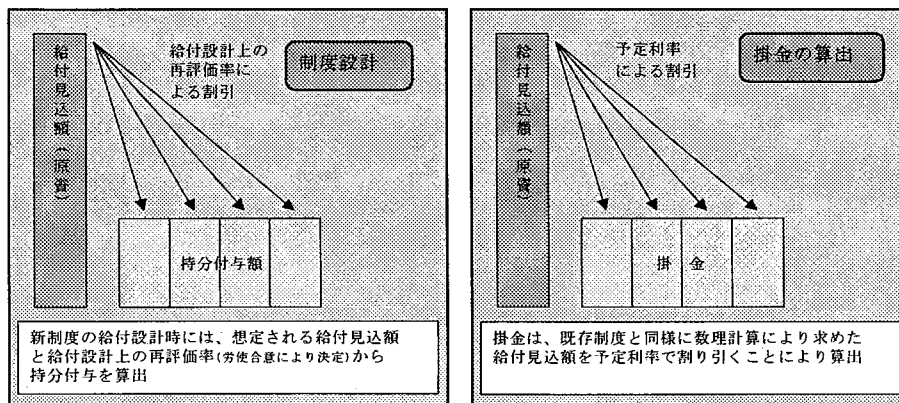 給付見込額（原資）
給付設計上の
再評価率に
よる割引
制度設計
持分付与額
新制度の給付設計時には、想定される給付見込額
と給付設計上の再評価率(労使合意により決定)から
持分付与を算出
給付見込額（原資）
予定利率
による割引
掛金の算出
掛　金
掛金は、既存制度と同様に数理計算により求めた
給付見込額を予定利率で割り引くことにより算出